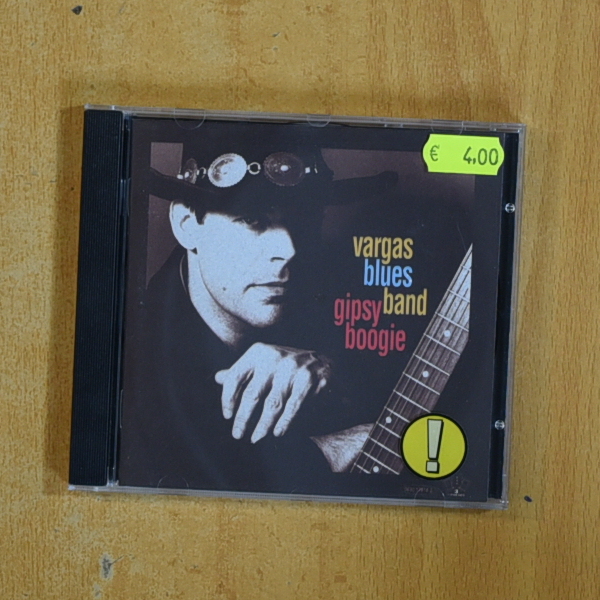 € 4,00
vargas
blues
band
gipsy
boogie
!